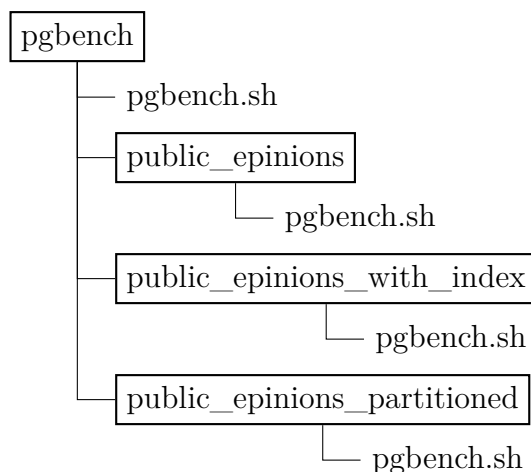 pgbench
pgbench.sh
public_epinions
pgbench.sh
public_epinions_with_index
pgbench.sh
public_epinions_partitioned
pgbench.sh